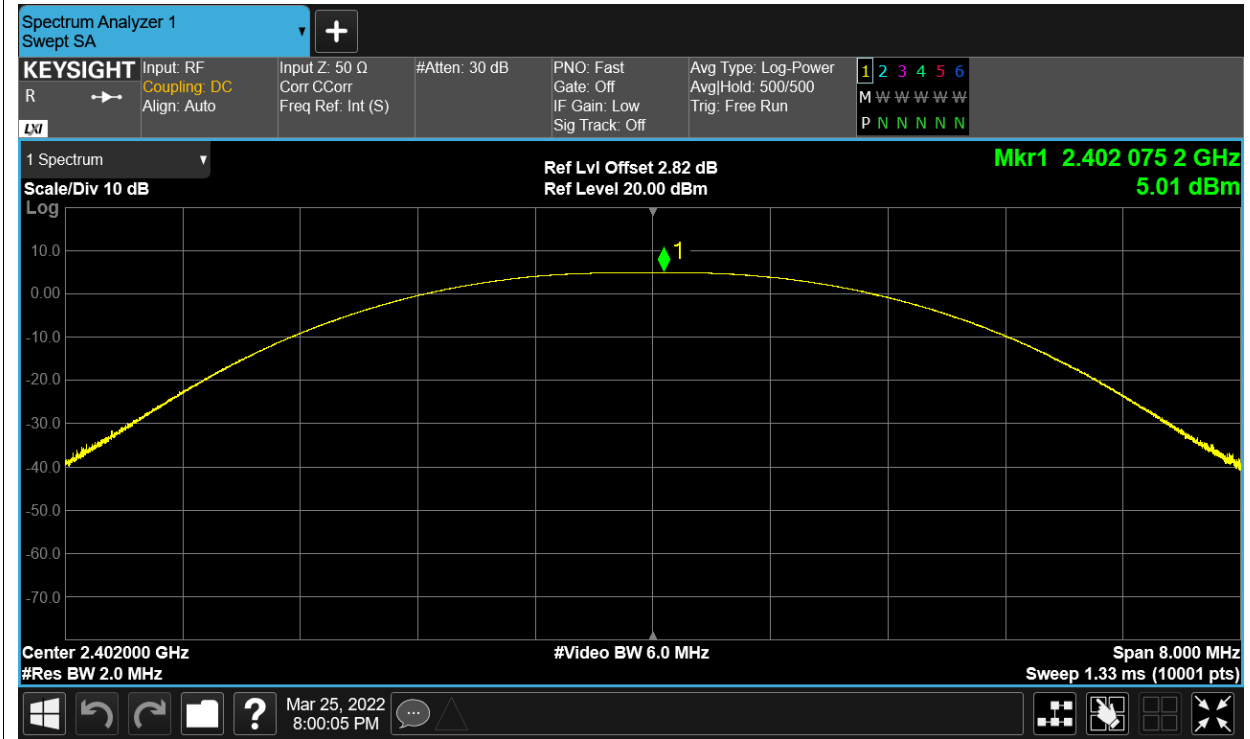 Spectrum Analyzer 1
Swept SA
KEYSIGHT
R
LXI
Input: RF
Coupling: DC
Align: Auto
Input Z: 50 Ω
Corr CCorr
Freq Ref: Int (S)
#Atten: 30 dB
PNO: Fast
Gate: Off
IF Gain: Low
Sig Track: Off
Avg Type: Log-Power
Avg|Hold: 500/500
Trig: Free Run
1 2 3 4 5 6
M W W W W W
P N N N N N
1 Spectrum
Scale/Div 10 dB
Log
Ref Lvl Offset 2.82 dB
Ref Level 20.00 dBm
Mkr1 2.402 075 2 GHz
5.01 dBm
1
10.0
0.00
-10.0
-20.0
-30.0
-40.0
-50.0
-60.0
-70.0
Center 2.402000 GHz
#Res BW 2.0 MHz
#Video BW 6.0 MHz
Span 8.000 MHz
Sweep 1.33 ms (10001 pts)
?
Mar 25, 2022
8:00:05 PM